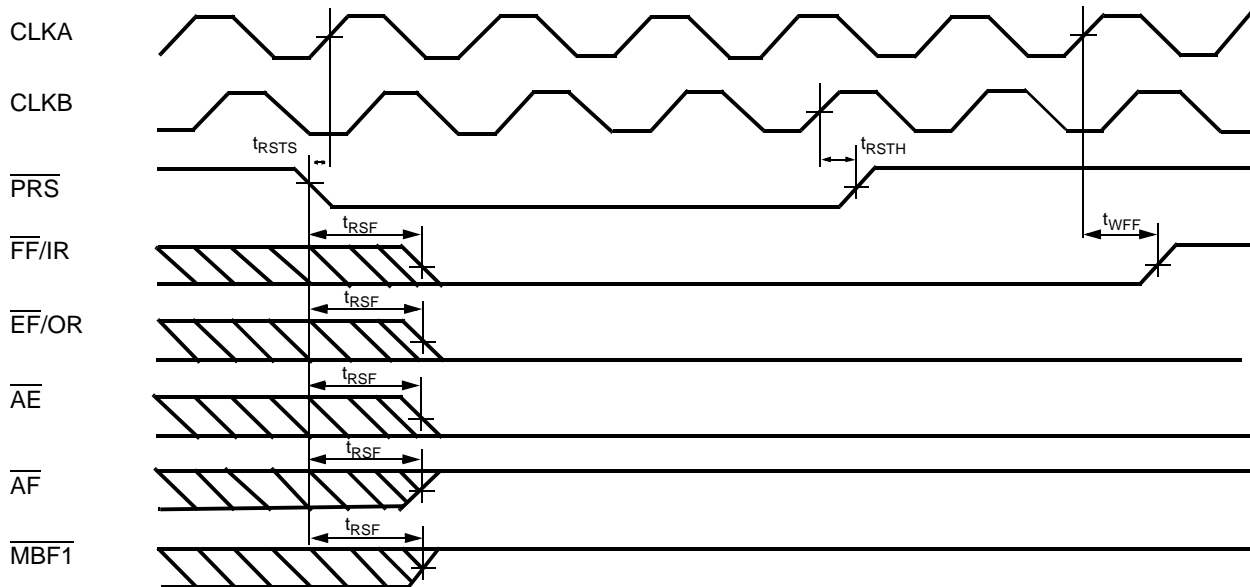 CLKA
CLKB
tRSTS
tRSTH
PRS
tRSF
tWFF
FF/IR
tRSF
EF/OR
tRSF
AE
tRSF
AF
tRSF
MBF1